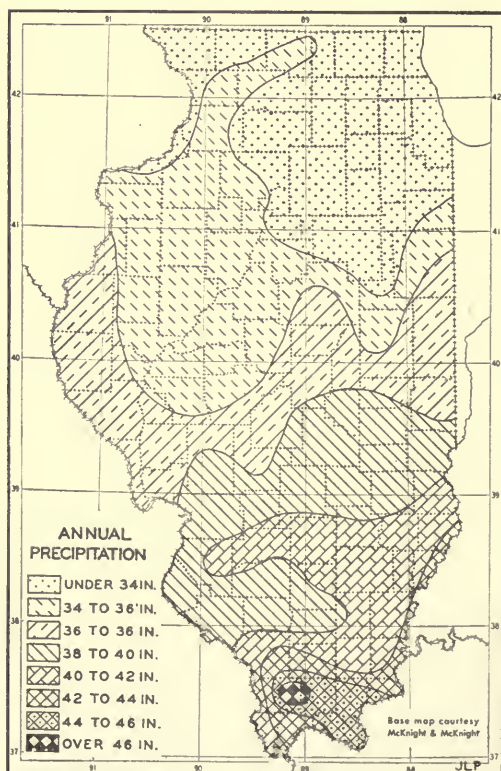 91 90 89 88
42 42
41 41
40 40
39 39
38 38
37 37
91 90 89 88
ANNUAL
PRECIPITATION
UNDER 34 IN.
34 TO 36'IN.
36 TO 36 IN.
38 TO 40 IN.
40 TO 42 IN.
42 TO 44 IN.
44 TO 46 IN.
OVER 46 IN.
Base map courtesy
McKnight & McKnight
JLP